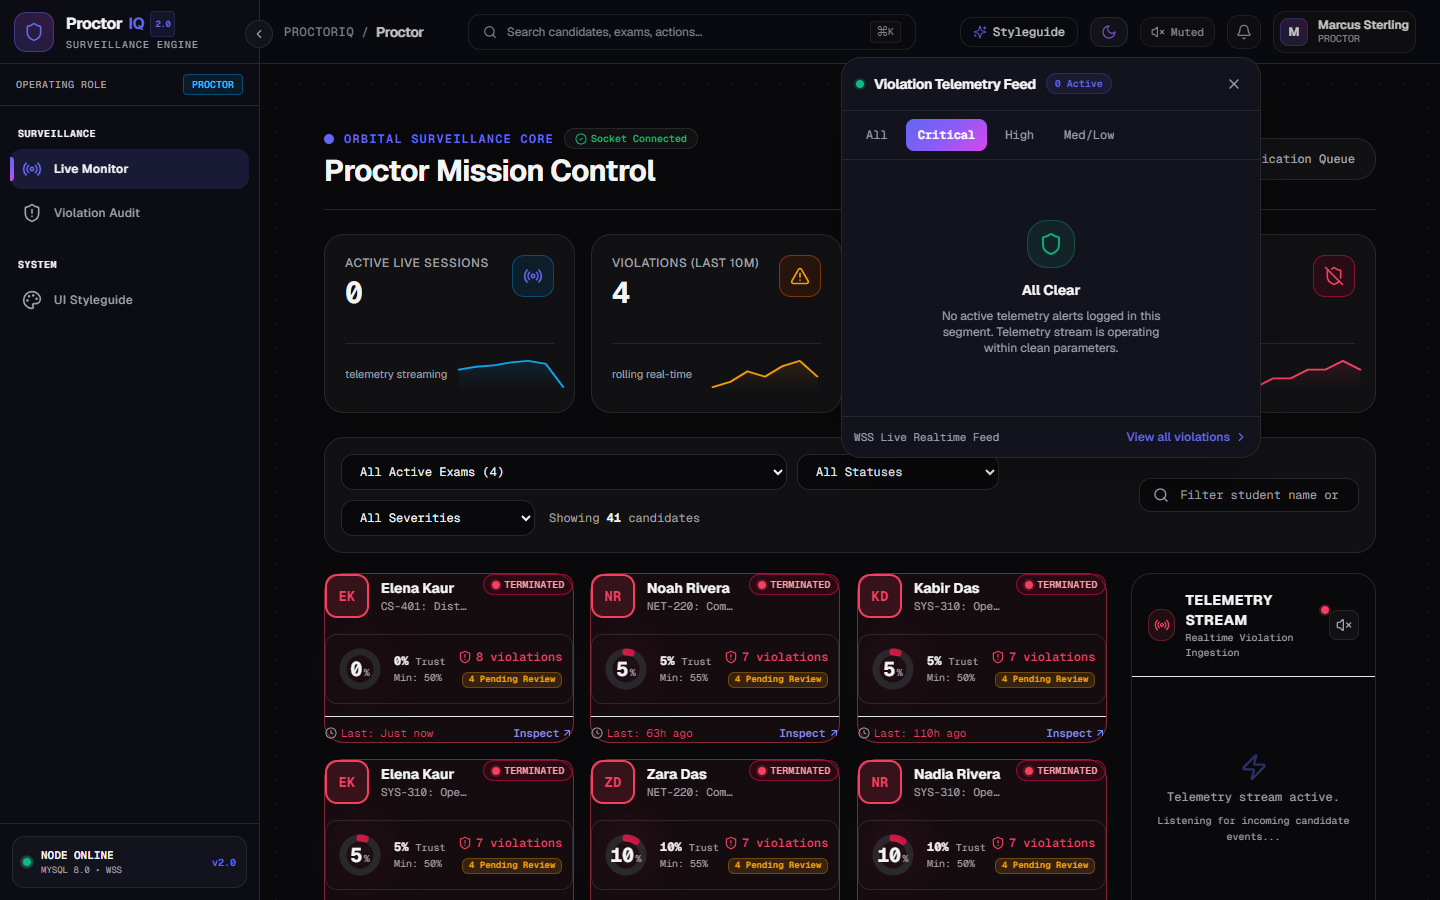 Proctor IQ 2.0
SURVEILLANCE ENGINE
OPERATING ROLE
PROCTOR
SURVEILLANCE
Live Monitor
Violation Audit
SYSTEM
UI Styleguide
NODE ONLINE
MYSQL 8.0 • WSS
v2.0
PROCTORIQ / Proctor
Search candidates, exams, actions…
⌘K
Styleguide
Muted
M
Marcus Sterling
PROCTOR
ORBITAL SURVEILLANCE CORE
Socket Connected
Proctor Mission Control
ication Queue
Violation Telemetry Feed
0 Active
All
Critical
High
Med/Low
All Clear
No active telemetry alerts logged in this
segment. Telemetry stream is operating
within clean parameters.
WSS Live Realtime Feed
View all violations
ACTIVE LIVE SESSIONS
0
telemetry streaming
VIOLATIONS (LAST 10M)
4
rolling real-time
All Active Exams (4)
All Statuses
All Severities
Showing 41 candidates
Filter student name or
EK
Elena Kaur
CS-401: Dist…
TERMINATED
0%
0% Trust
Min: 50%
8 violations
4 Pending Review
Last: Just now
Inspect
NR
Noah Rivera
NET-220: Com…
TERMINATED
5%
5% Trust
Min: 55%
7 violations
4 Pending Review
Last: 63h ago
Inspect
KD
Kabir Das
SYS-310: Ope…
TERMINATED
5%
5% Trust
Min: 50%
7 violations
4 Pending Review
Last: 110h ago
Inspect
EK
Elena Kaur
SYS-310: Ope…
TERMINATED
5%
5% Trust
Min: 50%
7 violations
4 Pending Review
ZD
Zara Das
NET-220: Com…
TERMINATED
10%
10% Trust
Min: 55%
7 violations
4 Pending Review
NR
Nadia Rivera
SYS-310: Ope…
TERMINATED
10%
10% Trust
Min: 50%
7 violations
4 Pending Review
TELEMETRY
STREAM
Realtime Violation
Ingestion
Telemetry stream active.
Listening for incoming candidate
events...